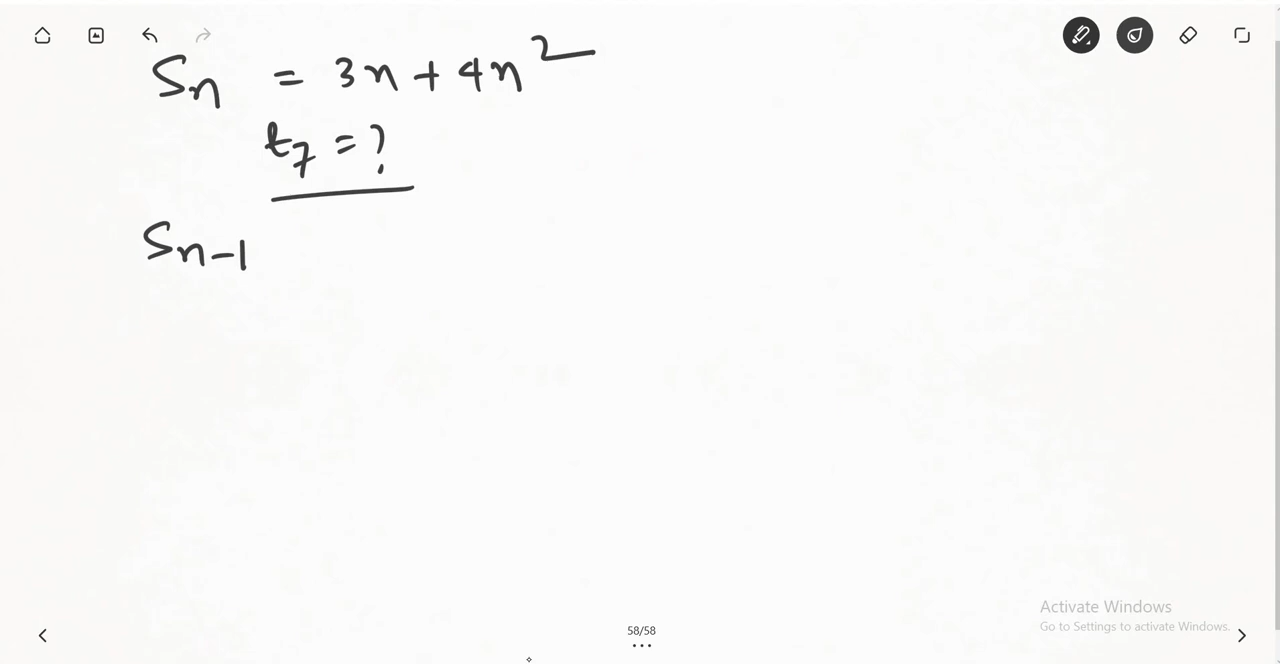 Sn = 3n + 4n²
t₇ = ?
Sn-1
Activate Windows
Go to Settings to activate Windows.
58/58